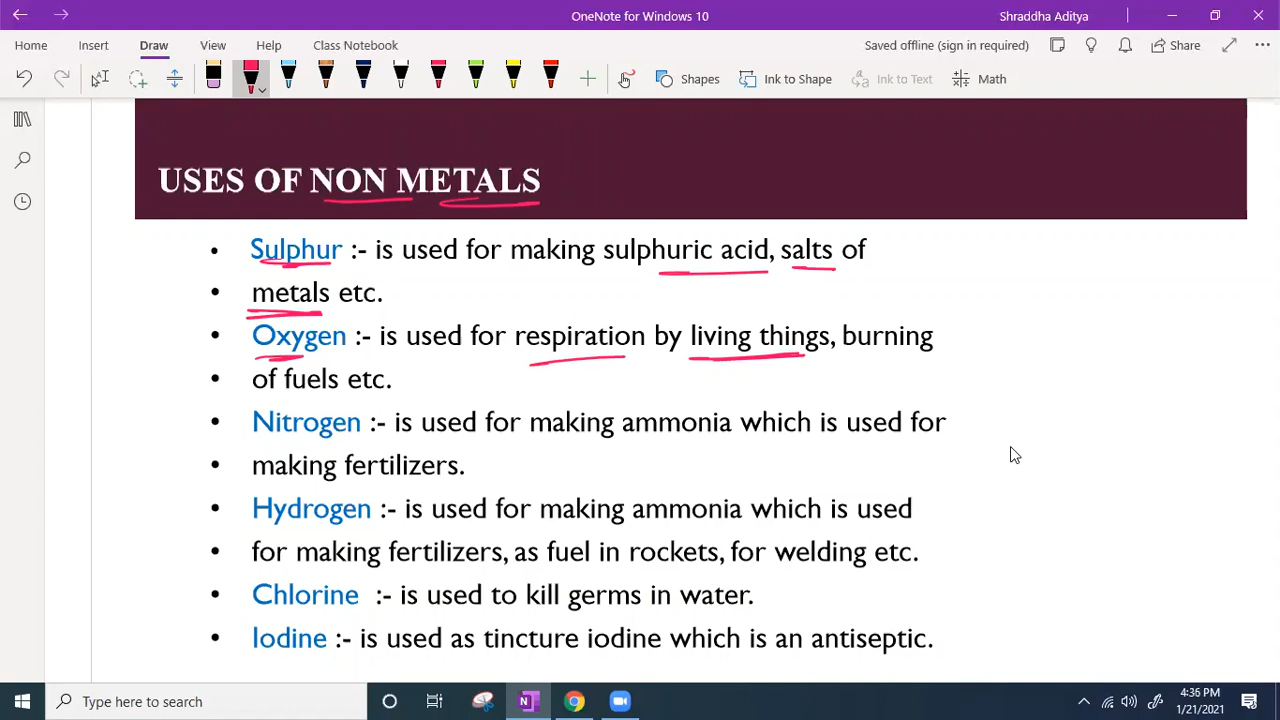 OneNote for Windows 10
Shraddha Aditya
Home Insert Draw View Help Class Notebook
Saved offline (sign in required)
Share
Shapes
Ink to Shape
Ink to Text
Math
USES OF NON METALS
• Sulphur :- is used for making sulphuric acid, salts of
• metals etc.
• Oxygen :- is used for respiration by living things, burning
• of fuels etc.
• Nitrogen :- is used for making ammonia which is used for
• making fertilizers.
• Hydrogen :- is used for making ammonia which is used
• for making fertilizers, as fuel in rockets, for welding etc.
• Chlorine :- is used to kill germs in water.
• Iodine :- is used as tincture iodine which is an antiseptic.
Type here to search
4:36 PM
1/21/2021